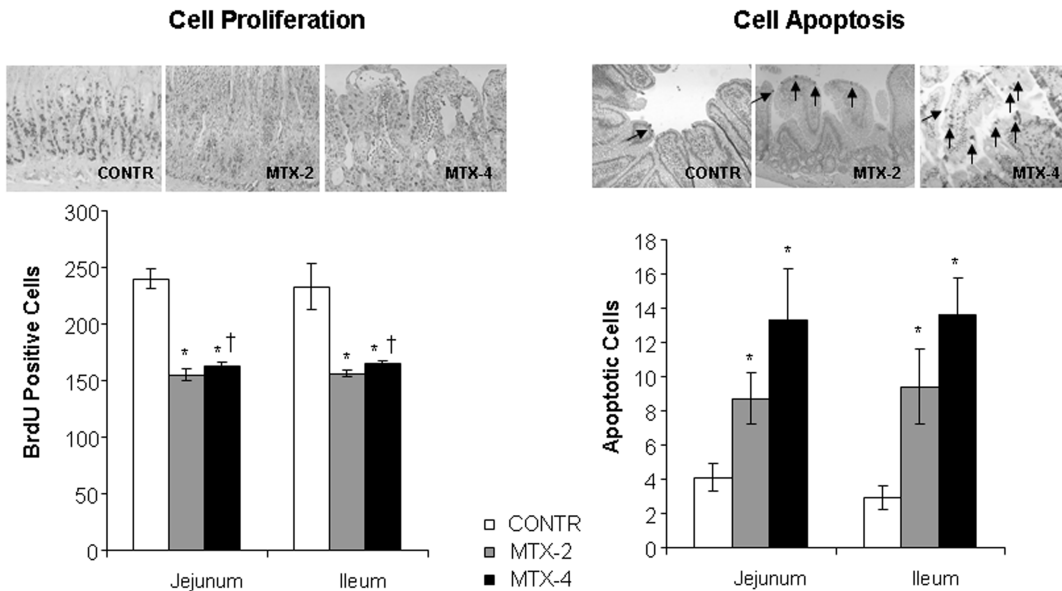 Cell Proliferation
Cell Apoptosis
CONTR
MTX-2
MTX-4
CONTR
MTX-2
MTX-4
BrdU Positive Cells
300
250
200
150
100
50
0
* * †
* * †
Jejunum
Ileum
CONTR
MTX-2
MTX-4
Apoptotic Cells
18
16
14
12
10
8
6
4
2
0
* *
* *
Jejunum
Ileum